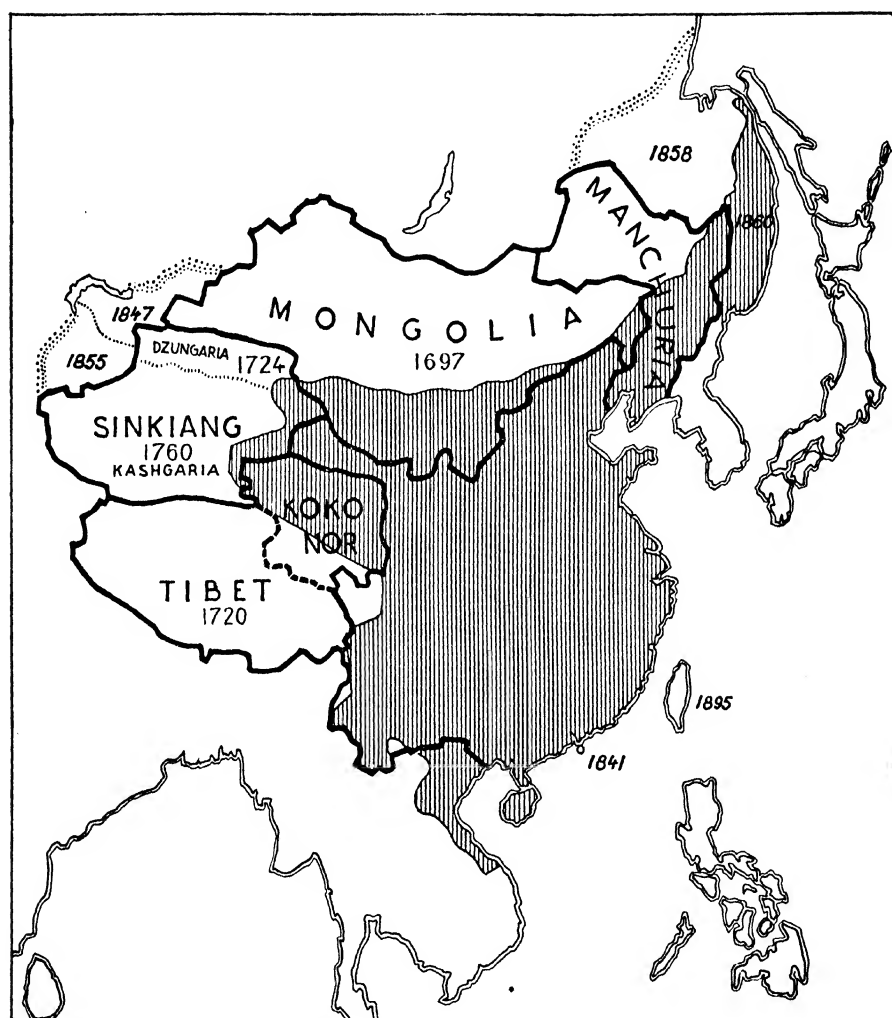 1858
MANCHURIA
1860
MONGOLIA
1697
1847
DZUNGARIA
1724
1855
SINKIANG
1760
KASHGARIA
KOKO
NOR
TIBET
1720
1895
1841